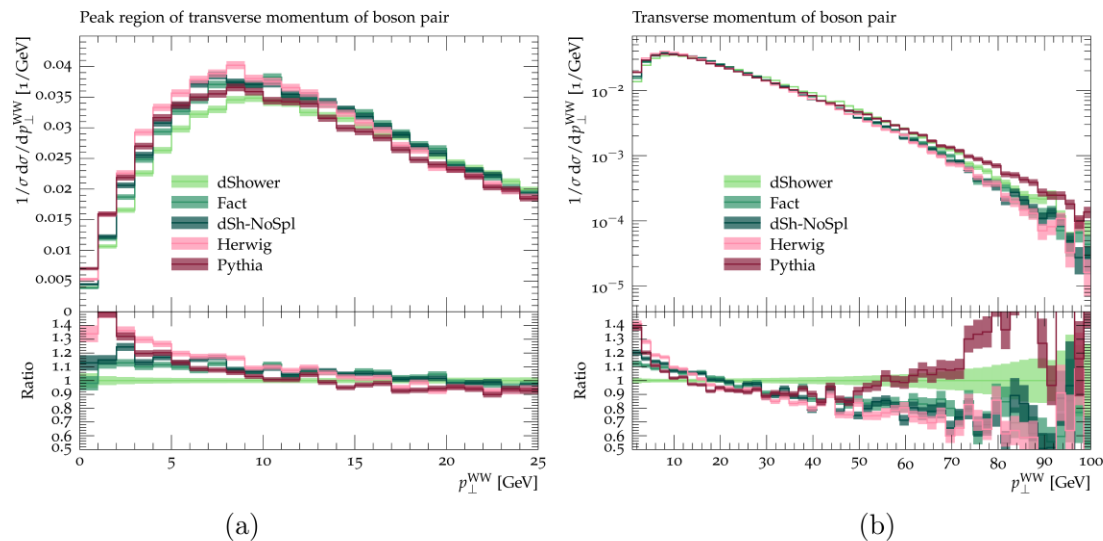 Peak region of transverse momentum of boson pair
1/σ dσ/dp⊥^WW [1/GeV]
0.04
0.035
0.03
0.025
0.02
0.015
0.01
0.005
0
dShower
Fact
dSh-NoSpl
Herwig
Pythia
Ratio
1.4
1.3
1.2
1.1
1
0.9
0.8
0.7
0.6
0.5
0 5 10 15 20 25
p⊥^WW [GeV]
(a)
Transverse momentum of boson pair
1/σ dσ/dp⊥^WW [1/GeV]
10^−2
10^−3
10^−4
10^−5
dShower
Fact
dSh-NoSpl
Herwig
Pythia
Ratio
1.4
1.3
1.2
1.1
1
0.9
0.8
0.7
0.6
0.5
10 20 30 40 50 60 70 80 90 100
p⊥^WW [GeV]
(b)